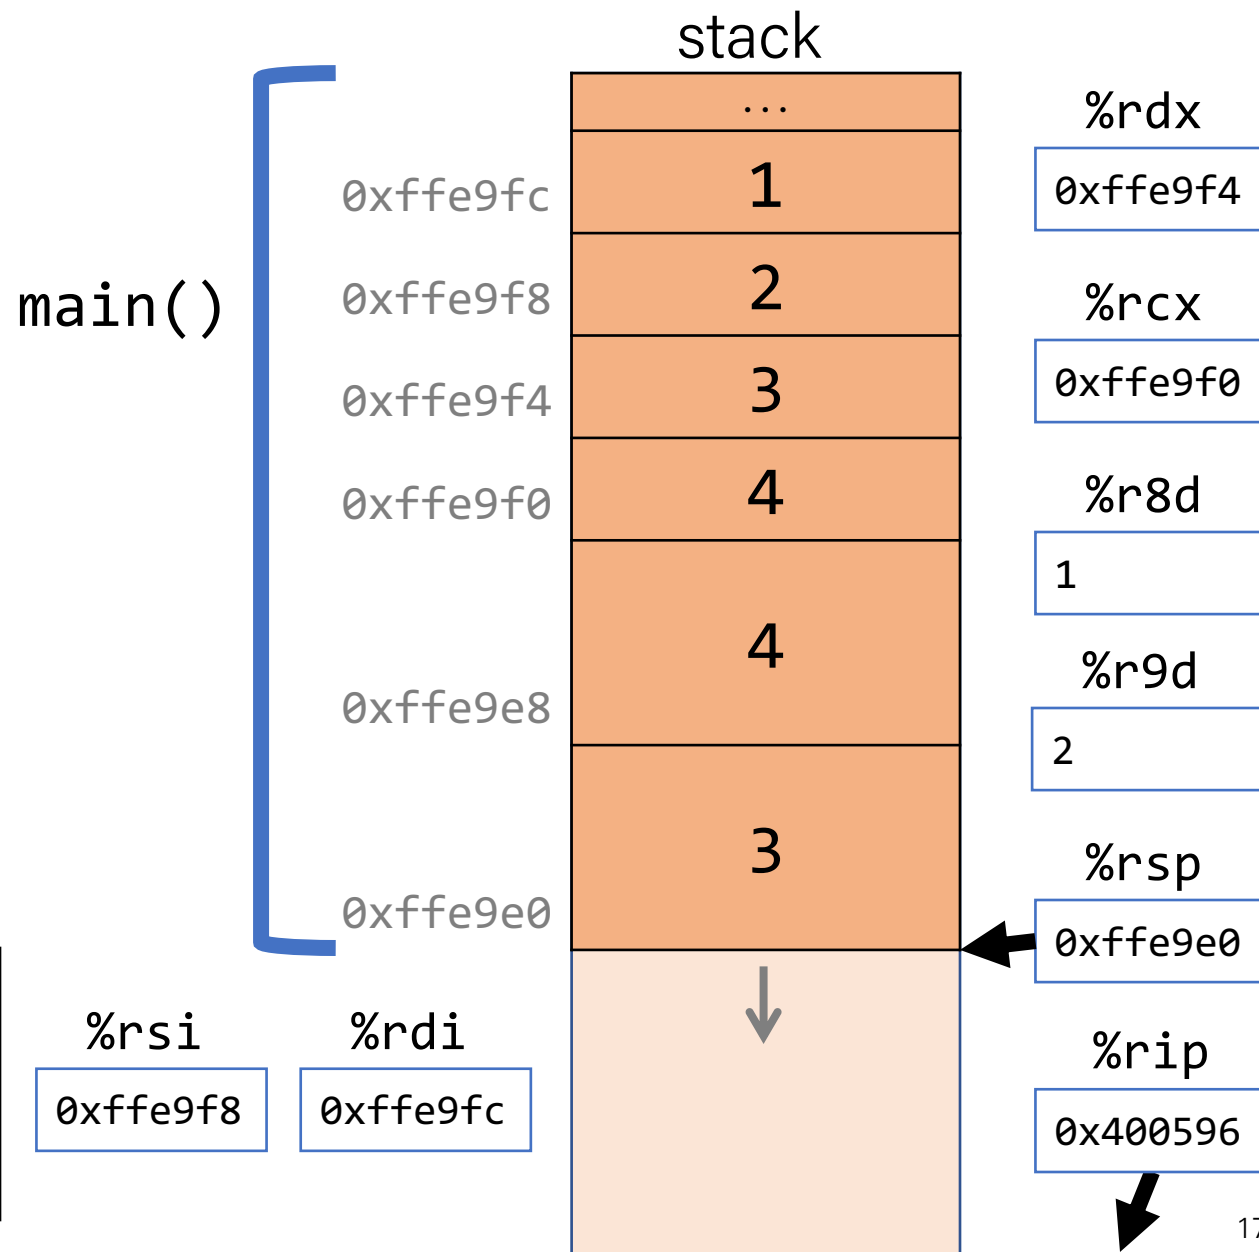 stack
...
%rdx
0xffe9fc
1
0xffe9f4
main()
0xffe9f8
2
%rcx
0xffe9f4
3
0xffe9f0
0xffe9f0
4
%r8d
1
4
%r9d
0xffe9e8
2
3
%rsp
0xffe9e0
0xffe9e0
%rsi
%rdi
%rip
0xffe9f8
0xffe9fc
0x400596
17